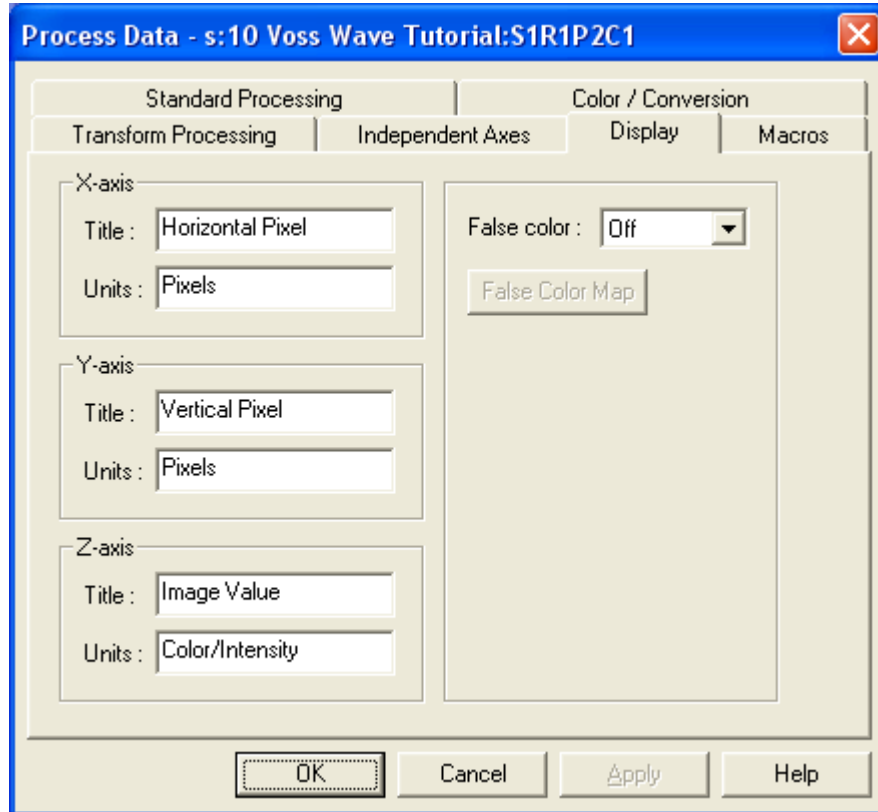 Process Data - s:10 Voss Wave Tutorial:S1R1P2C1
Standard Processing
Color / Conversion
Transform Processing
Independent Axes
Display
Macros
X-axis
Title :
Horizontal Pixel
Units :
Pixels
Y-axis
Title :
Vertical Pixel
Units :
Pixels
Z-axis
Title :
Image Value
Units :
Color/Intensity
False color :
Off
False Color Map
OK
Cancel
Apply
Help